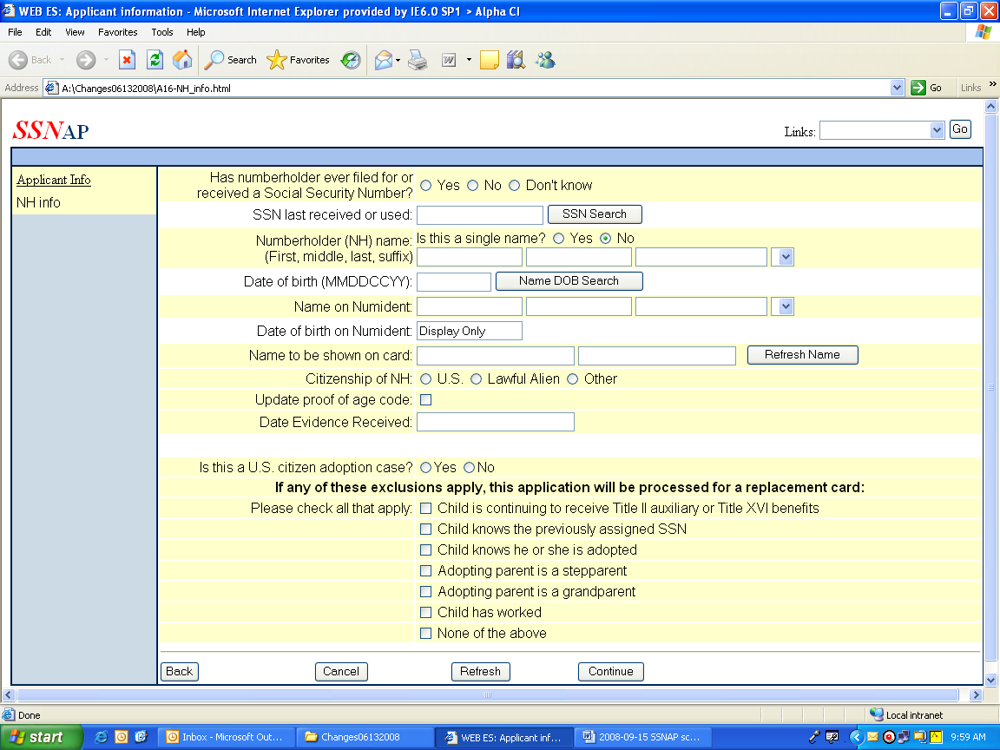 WEB ES: Applicant information - Microsoft Internet Explorer provided by IE6.0 SP1 > Alpha CI
File Edit View Favorites Tools Help
Back Search Favorites
Address A:\Changes06132008\A16-NH_info.html Go Links »
SSNAP
Links: Go
Applicant Info
NH info
Has numberholder ever filed for or
received a Social Security Number? Yes No Don't know
SSN last received or used: SSN Search
Numberholder (NH) name: Is this a single name? Yes No
(First, middle, last, suffix)
Date of birth (MMDDCCYY): Name DOB Search
Name on Numident:
Date of birth on Numident: Display Only
Name to be shown on card: Refresh Name
Citizenship of NH: U.S. Lawful Alien Other
Update proof of age code:
Date Evidence Received:
Is this a U.S. citizen adoption case? Yes No
If any of these exclusions apply, this application will be processed for a replacement card:
Please check all that apply: Child is continuing to receive Title II auxiliary or Title XVI benefits
Child knows the previously assigned SSN
Child knows he or she is adopted
Adopting parent is a stepparent
Adopting parent is a grandparent
Child has worked
None of the above
Back Cancel Refresh Continue
Done Local intranet
start Inbox - Microsoft Out... Changes06132008 WEB ES: Applicant inf... 2008-09-15 SSNAP sc... 9:59 AM